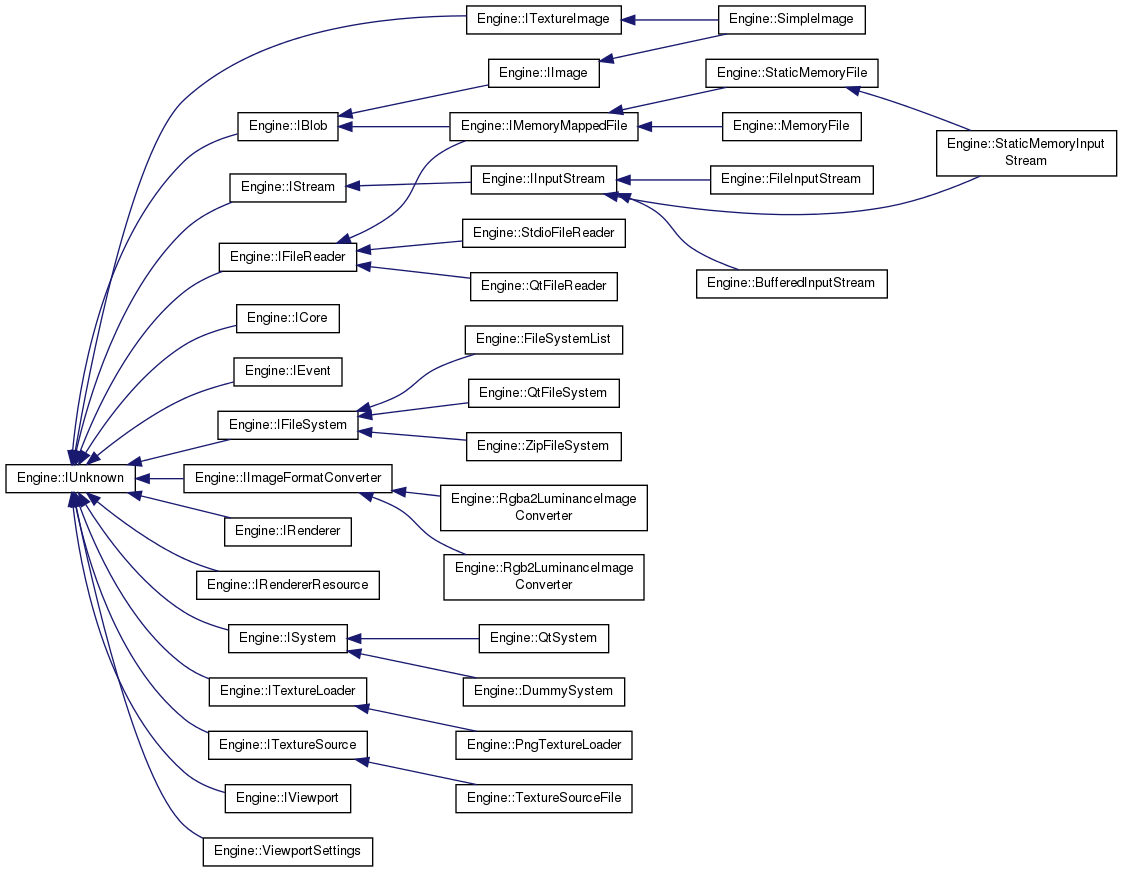 Engine::ITextureImage
Engine::SimpleImage
Engine::IImage
Engine::StaticMemoryFile
Engine::IBlob
Engine::IMemoryMappedFile
Engine::MemoryFile
Engine::StaticMemoryInput
Stream
Engine::IStream
Engine::IInputStream
Engine::FileInputStream
Engine::IFileReader
Engine::StdioFileReader
Engine::QtFileReader
Engine::BufferedInputStream
Engine::ICore
Engine::FileSystemList
Engine::IEvent
Engine::QtFileSystem
Engine::IFileSystem
Engine::ZipFileSystem
Engine::IUnknown
Engine::IImageFormatConverter
Engine::Rgba2LuminanceImage
Converter
Engine::IRenderer
Engine::Rgb2LuminanceImage
Converter
Engine::IRendererResource
Engine::ISystem
Engine::QtSystem
Engine::ITextureLoader
Engine::DummySystem
Engine::ITextureSource
Engine::PngTextureLoader
Engine::IViewport
Engine::TextureSourceFile
Engine::ViewportSettings